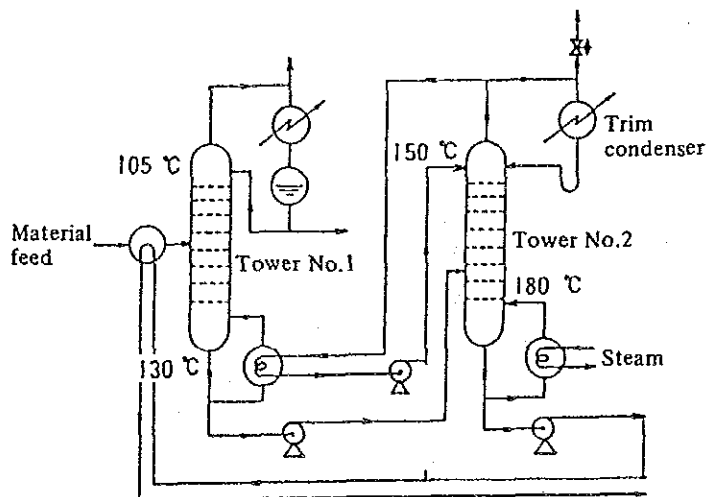 150 ℃
Trim
condenser
105 ℃
Material
feed
Tower No.1
Tower No.2
180 ℃
130 ℃
Steam